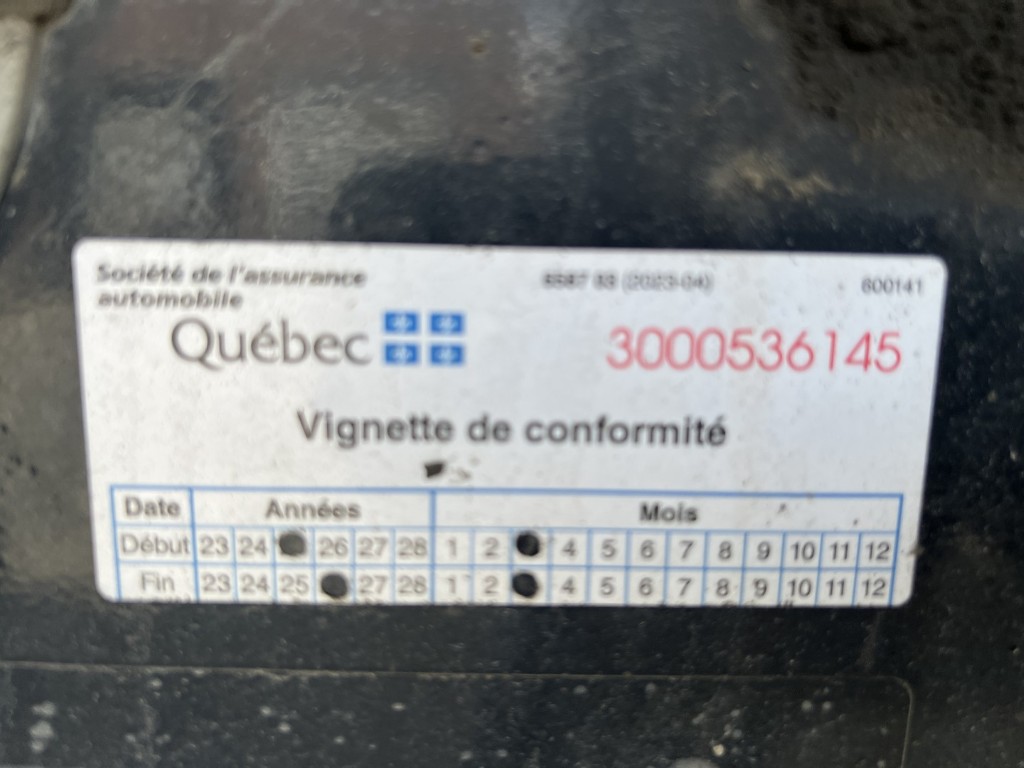 Société de l'assurance
automobile
(2023-04)
600141
Québec
3000536145
Vignette de conformité
Date Années Mois
Début 23 24 26 27 28 1 2 4 5 6 7 8 9 10 11 12
Fin 23 24 25 27 28 1 2 4 5 6 7 8 9 10 11 12